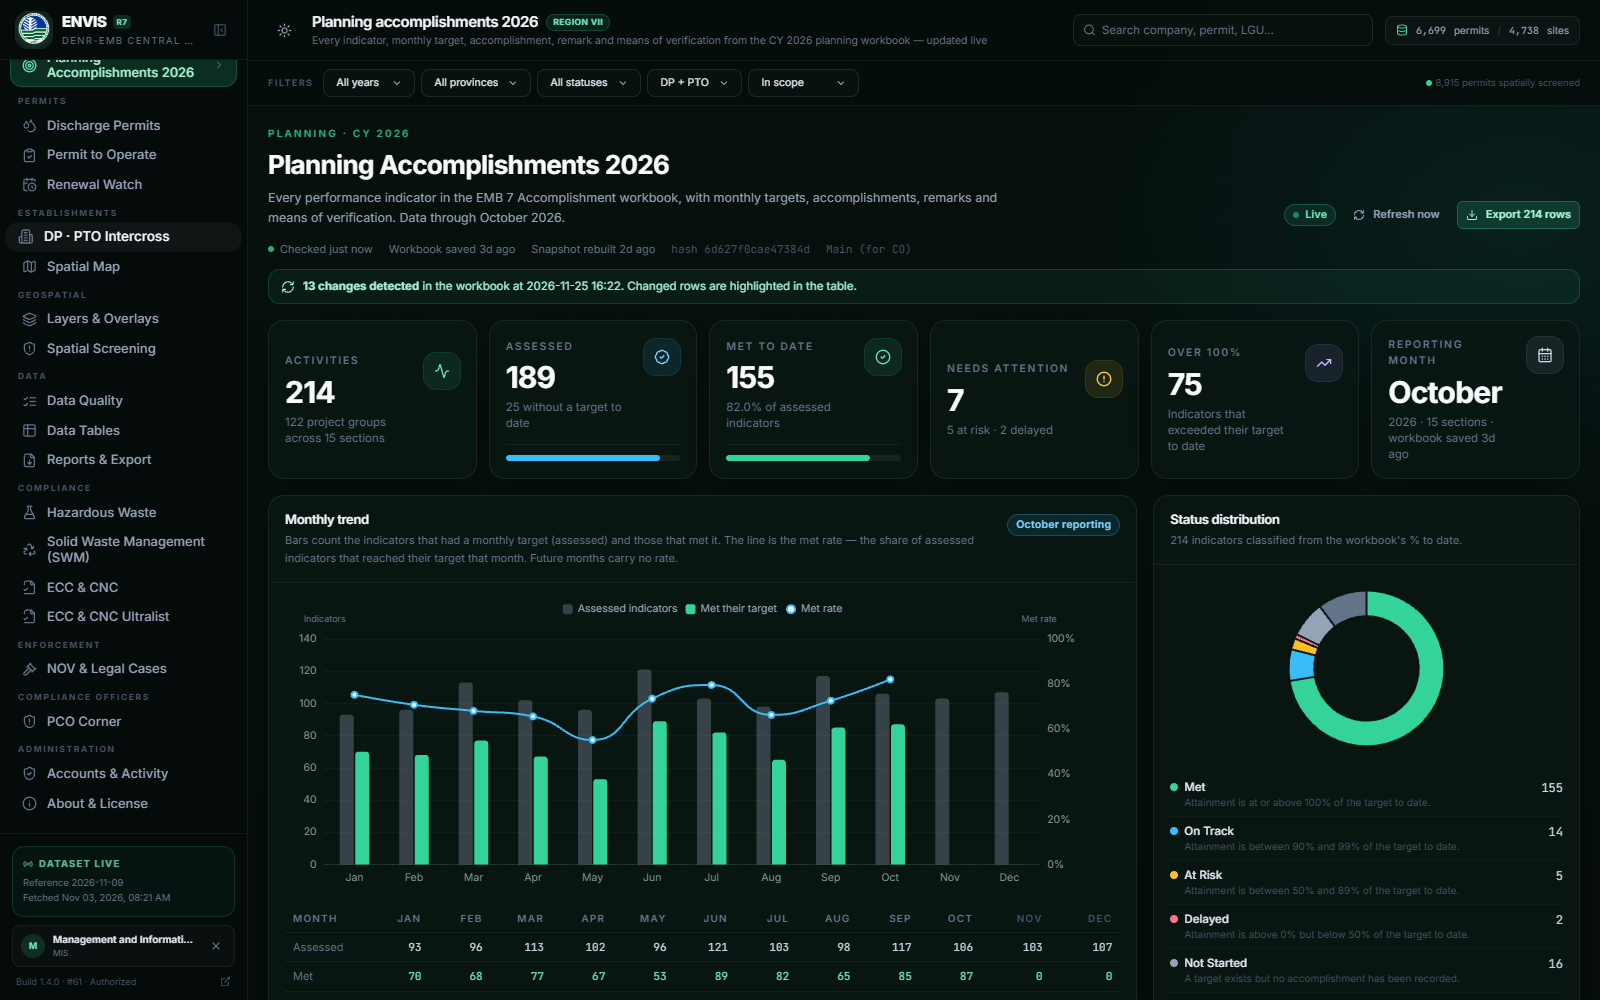 ENVIS R7
DENR-EMB CENTRAL ...
Planning
Accomplishments 2026
PERMITS
Discharge Permits
Permit to Operate
Renewal Watch
ESTABLISHMENTS
DP · PTO Intercross
Spatial Map
GEOSPATIAL
Layers & Overlays
Spatial Screening
DATA
Data Quality
Data Tables
Reports & Export
COMPLIANCE
Hazardous Waste
Solid Waste Management
(SWM)
ECC & CNC
ECC & CNC Ultralist
ENFORCEMENT
NOV & Legal Cases
COMPLIANCE OFFICERS
PCO Corner
ADMINISTRATION
Accounts & Activity
About & License
DATASET LIVE
Reference 2026-11-09
Fetched Nov 03, 2026, 08:21 AM
M Management and Informati...
MIS
Build 1.4.0 · #61 · Authorized
Planning accomplishments 2026 REGION VII
Every indicator, monthly target, accomplishment, remark and means of verification from the CY 2026 planning workbook — updated live
Search company, permit, LGU...
6,699 permits / 4,738 sites
FILTERS All years All provinces All statuses DP + PTO In scope
8,915 permits spatially screened
PLANNING · CY 2026
Planning Accomplishments 2026
Every performance indicator in the EMB 7 Accomplishment workbook, with monthly targets, accomplishments, remarks and
means of verification. Data through October 2026.
Live Refresh now Export 214 rows
Checked just now Workbook saved 3d ago Snapshot rebuilt 2d ago hash 6d627f0cae47384d Main (for CO)
13 changes detected in the workbook at 2026-11-25 16:22. Changed rows are highlighted in the table.
ACTIVITIES
214
122 project groups
across 15 sections
ASSESSED
189
25 without a target to
date
MET TO DATE
155
82.0% of assessed
indicators
NEEDS ATTENTION
7
5 at risk · 2 delayed
OVER 100%
75
Indicators that
exceeded their target
to date
REPORTING
MONTH
October
2026 · 15 sections ·
workbook saved 3d
ago
Monthly trend
Bars count the indicators that had a monthly target (assessed) and those that met it. The line is the met rate — the share of assessed
indicators that reached their target that month. Future months carry no rate.
October reporting
Assessed indicators Met their target Met rate
Indicators Met rate
140 100%
120
100 80%
80 60%
60 40%
40
20 20%
0 0%
Jan Feb Mar Apr May Jun Jul Aug Sep Oct Nov Dec
MONTH JAN FEB MAR APR MAY JUN JUL AUG SEP OCT NOV DEC
Assessed 93 96 113 102 96 121 103 98 117 106 103 107
Met 70 68 77 67 53 89 82 65 85 87 0 0
Status distribution
214 indicators classified from the workbook's % to date.
Met 155
Attainment is at or above 100% of the target to date.
On Track 14
Attainment is between 90% and 99% of the target to date.
At Risk 5
Attainment is between 50% and 89% of the target to date.
Delayed 2
Attainment is above 0% but below 50% of the target to date.
Not Started 16
A target exists but no accomplishment has been recorded.